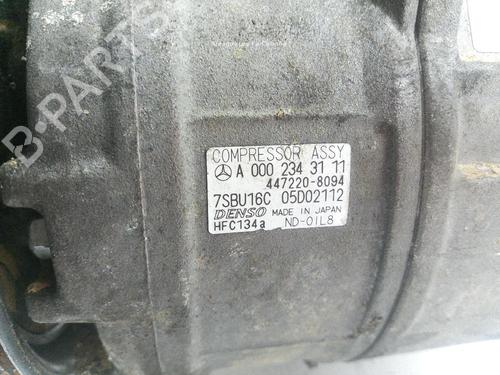 B-PARTS
COMPRESSOR ASSY
A 000 234 31 11
447220-8094
7SBU16C 05D02112
DENSO MADE IN JAPAN
HFC134a ND-OIL8